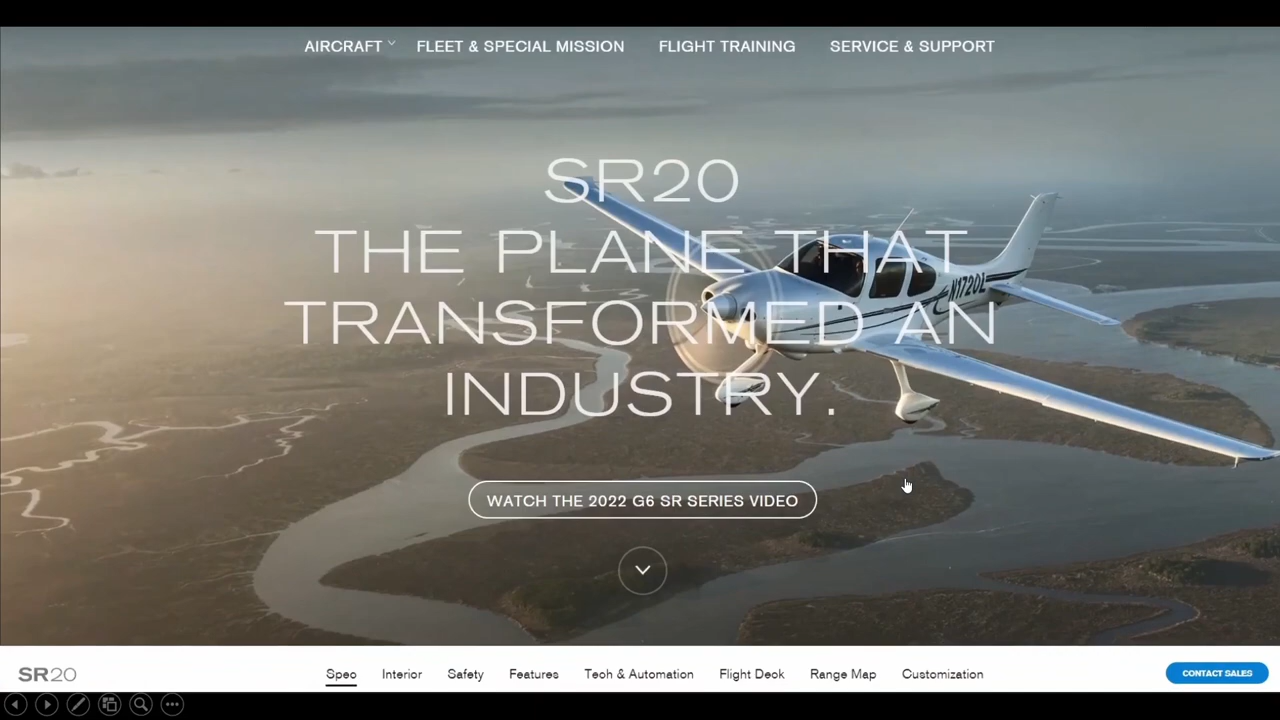 AIRCRAFT
FLEET & SPECIAL MISSION
FLIGHT TRAINING
SERVICE & SUPPORT
SR20
THE PLANE THAT
TRANSFORMED AN
INDUSTRY.
N1720L
WATCH THE 2022 G6 SR SERIES VIDEO
SR20
Spec
Interior
Safety
Features
Tech & Automation
Flight Deck
Range Map
Customization
CONTACT SALES